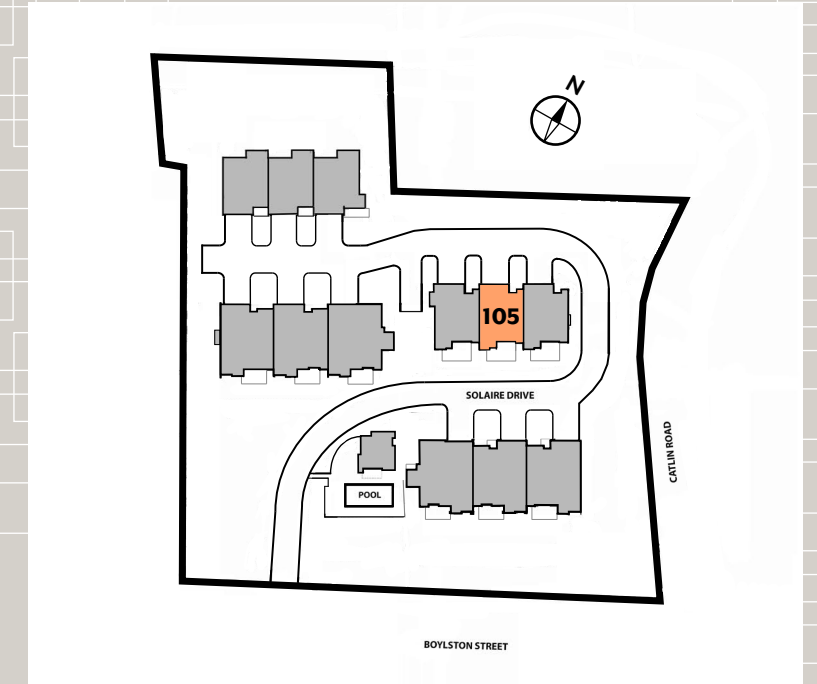 N
105
SOLAIRE DRIVE
CATLIN ROAD
POOL
BOYLSTON STREET